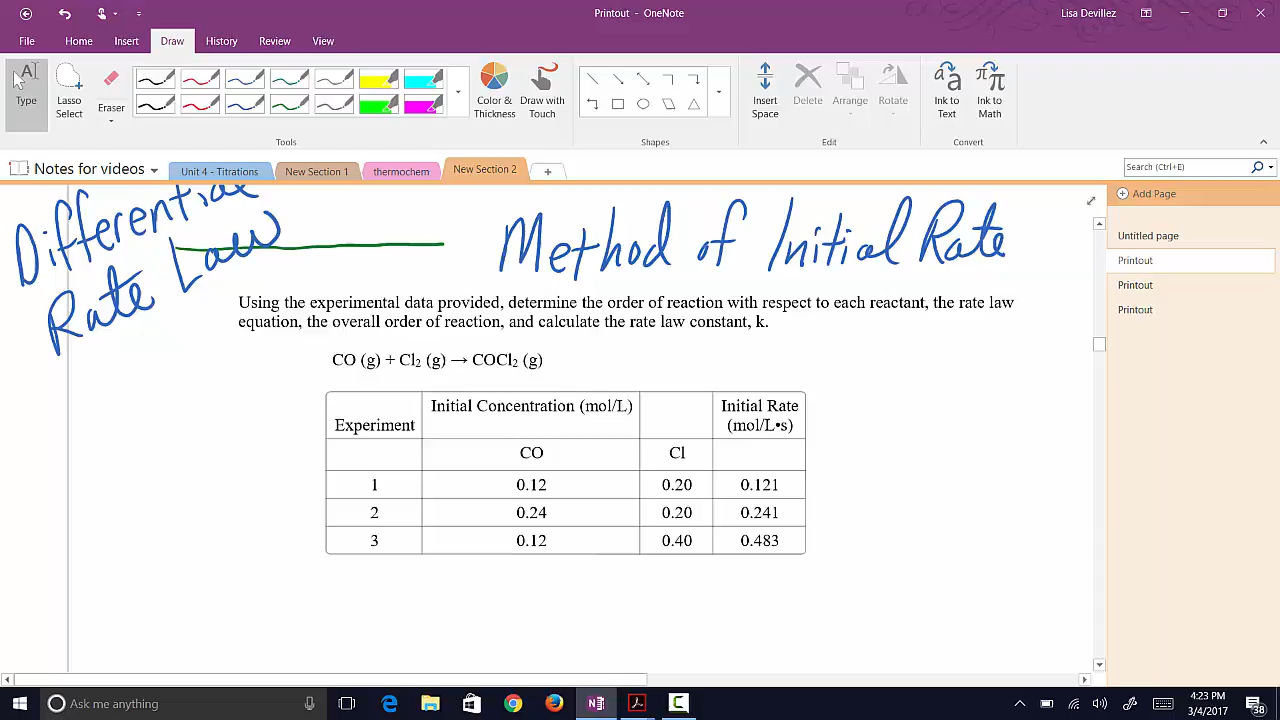 Printout - OneNote
Lisa Devillez
File Home Insert Draw History Review View
Type
Lasso Select
Eraser
Color & Thickness
Draw with Touch
Insert Space
Delete
Arrange
Rotate
Ink to Text
Ink to Math
Tools
Shapes
Edit
Convert
Notes for videos
Unit 4 - Titrations
New Section 1
thermochem
New Section 2
Search (Ctrl+E)
Add Page
Untitled page
Printout
Printout
Printout
Differential
Rate Law
Method of Initial Rate
Using the experimental data provided, determine the order of reaction with respect to each reactant, the rate law
equation, the overall order of reaction, and calculate the rate law constant, k.
CO (g) + Cl₂ (g) → COCl₂ (g)
Experiment Initial Concentration (mol/L) Initial Rate (mol/L•s)
CO Cl
1 0.12 0.20 0.121
2 0.24 0.20 0.241
3 0.12 0.40 0.483
Ask me anything
4:23 PM
3/4/2017
38